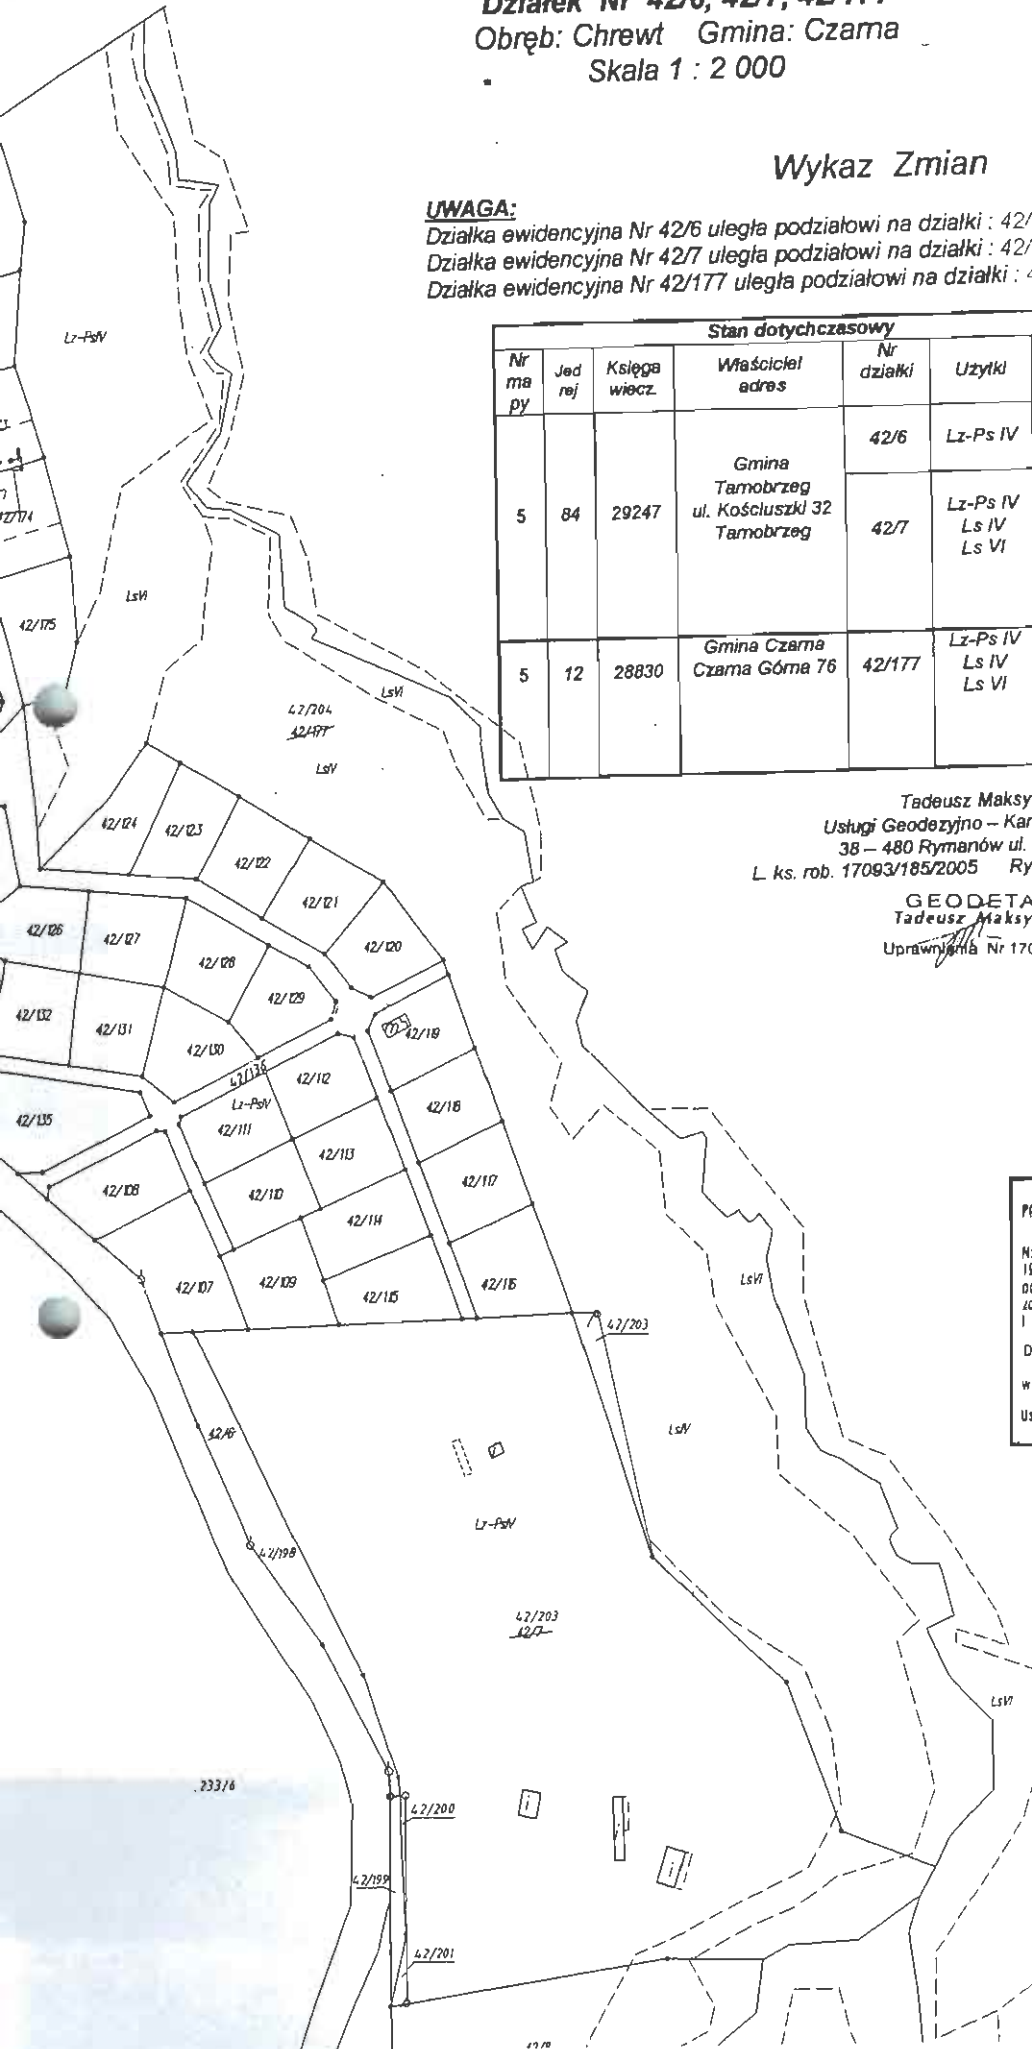 Działek Nr 42/6, 42/7, 42/177
Obręb: Chrewt Gmina: Czarna
Skala 1 : 2 000
Wykaz Zmian
UWAGA:
Działka ewidencyjna Nr 42/6 uległa podziałowi na działki : 42/
Działka ewidencyjna Nr 42/7 uległa podziałowi na działki : 42/
Działka ewidencyjna Nr 42/177 uległa podziałowi na działki : 4
Stan dotychczasowy
Nr ma py
Jed rej
Księga wiecz.
Właściciel adres
Nr działki
Użytki
5
84
29247
Gmina
Tarnobrzeg
ul. Kościuszki 32
Tarnobrzeg
42/6
Lz-Ps IV
42/7
Lz-Ps IV
Ls IV
Ls VI
5
12
28830
Gmina Czarna
Czarna Górna 76
42/177
Lz-Ps IV
Ls IV
Ls VI
Tadeusz Maksy
Usługi Geodezyjno – Kar
38 – 480 Rymanów ul.
L. ks. rob. 17093/185/2005 Ry
GEODETA
Tadeusz Maksy
Uprawnienia Nr 170
Lz-PsIV
LsVI
42/175
42/204
42/177
LsIV
LsVI
42/124
42/123
42/122
42/121
42/120
42/126
42/127
42/128
42/129
42/119
42/132
42/131
42/130
42/136
42/112
42/118
Lz-PsIV
42/135
42/111
42/113
42/117
42/108
42/110
42/114
42/107
42/109
42/115
42/116
LsVI
42/203
42/6
LsIV
Lz-PsIV
42/198
42/203
42/7
LsVI
233/6
42/200
42/199
42/201